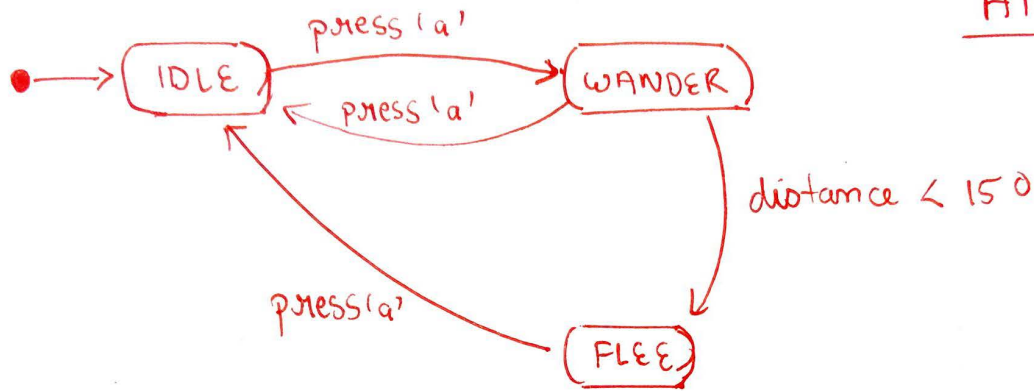 press 'a'
IDLE
WANDER
press 'a'
distance < 150
press 'a'
FLEE